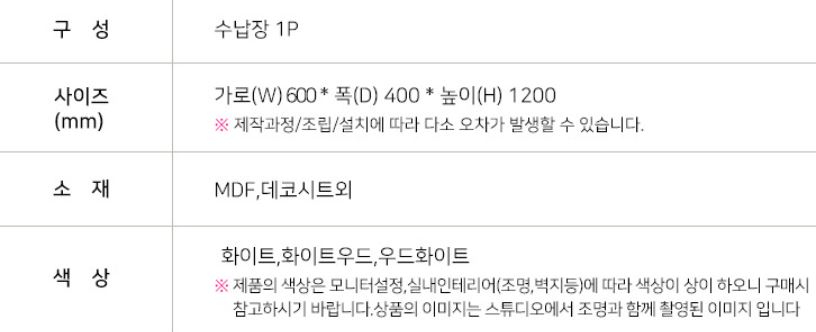 구 성
수납장 1P
사이즈
(mm)
가로(W) 600 * 폭(D) 400 * 높이(H) 1200
※ 제작과정/조립/설치에 따라 다소 오차가 발생할 수 있습니다.
소 재
MDF,데코시트외
색 상
화이트,화이트우드,우드화이트
※ 제품의 색상은 모니터설정,실내인테리어(조명,벽지등)에 따라 색상이 상이 하오니 구매시
참고하시기 바랍니다.상품의 이미지는 스튜디오에서 조명과 함께 촬영된 이미지 입니다